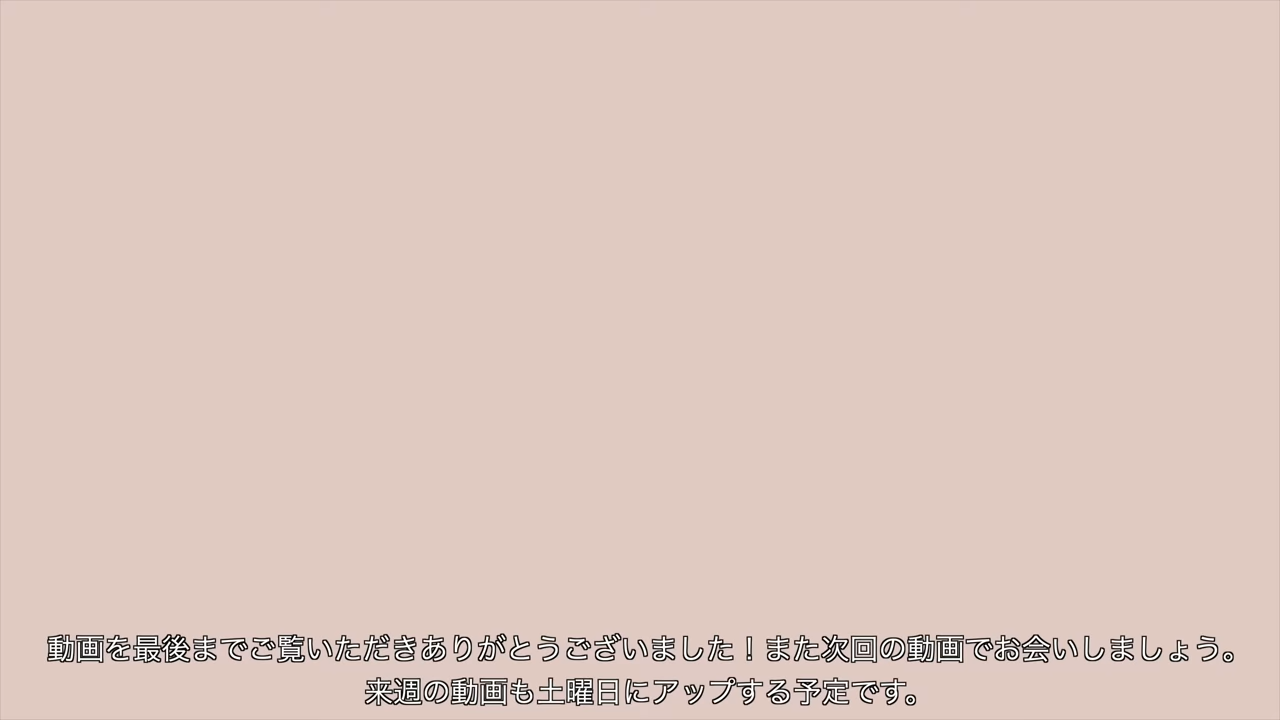 動画を最後までご覧いただきありがとうございました！また次回の動画でお会いしましょう。
来週の動画も土曜日にアップする予定です。